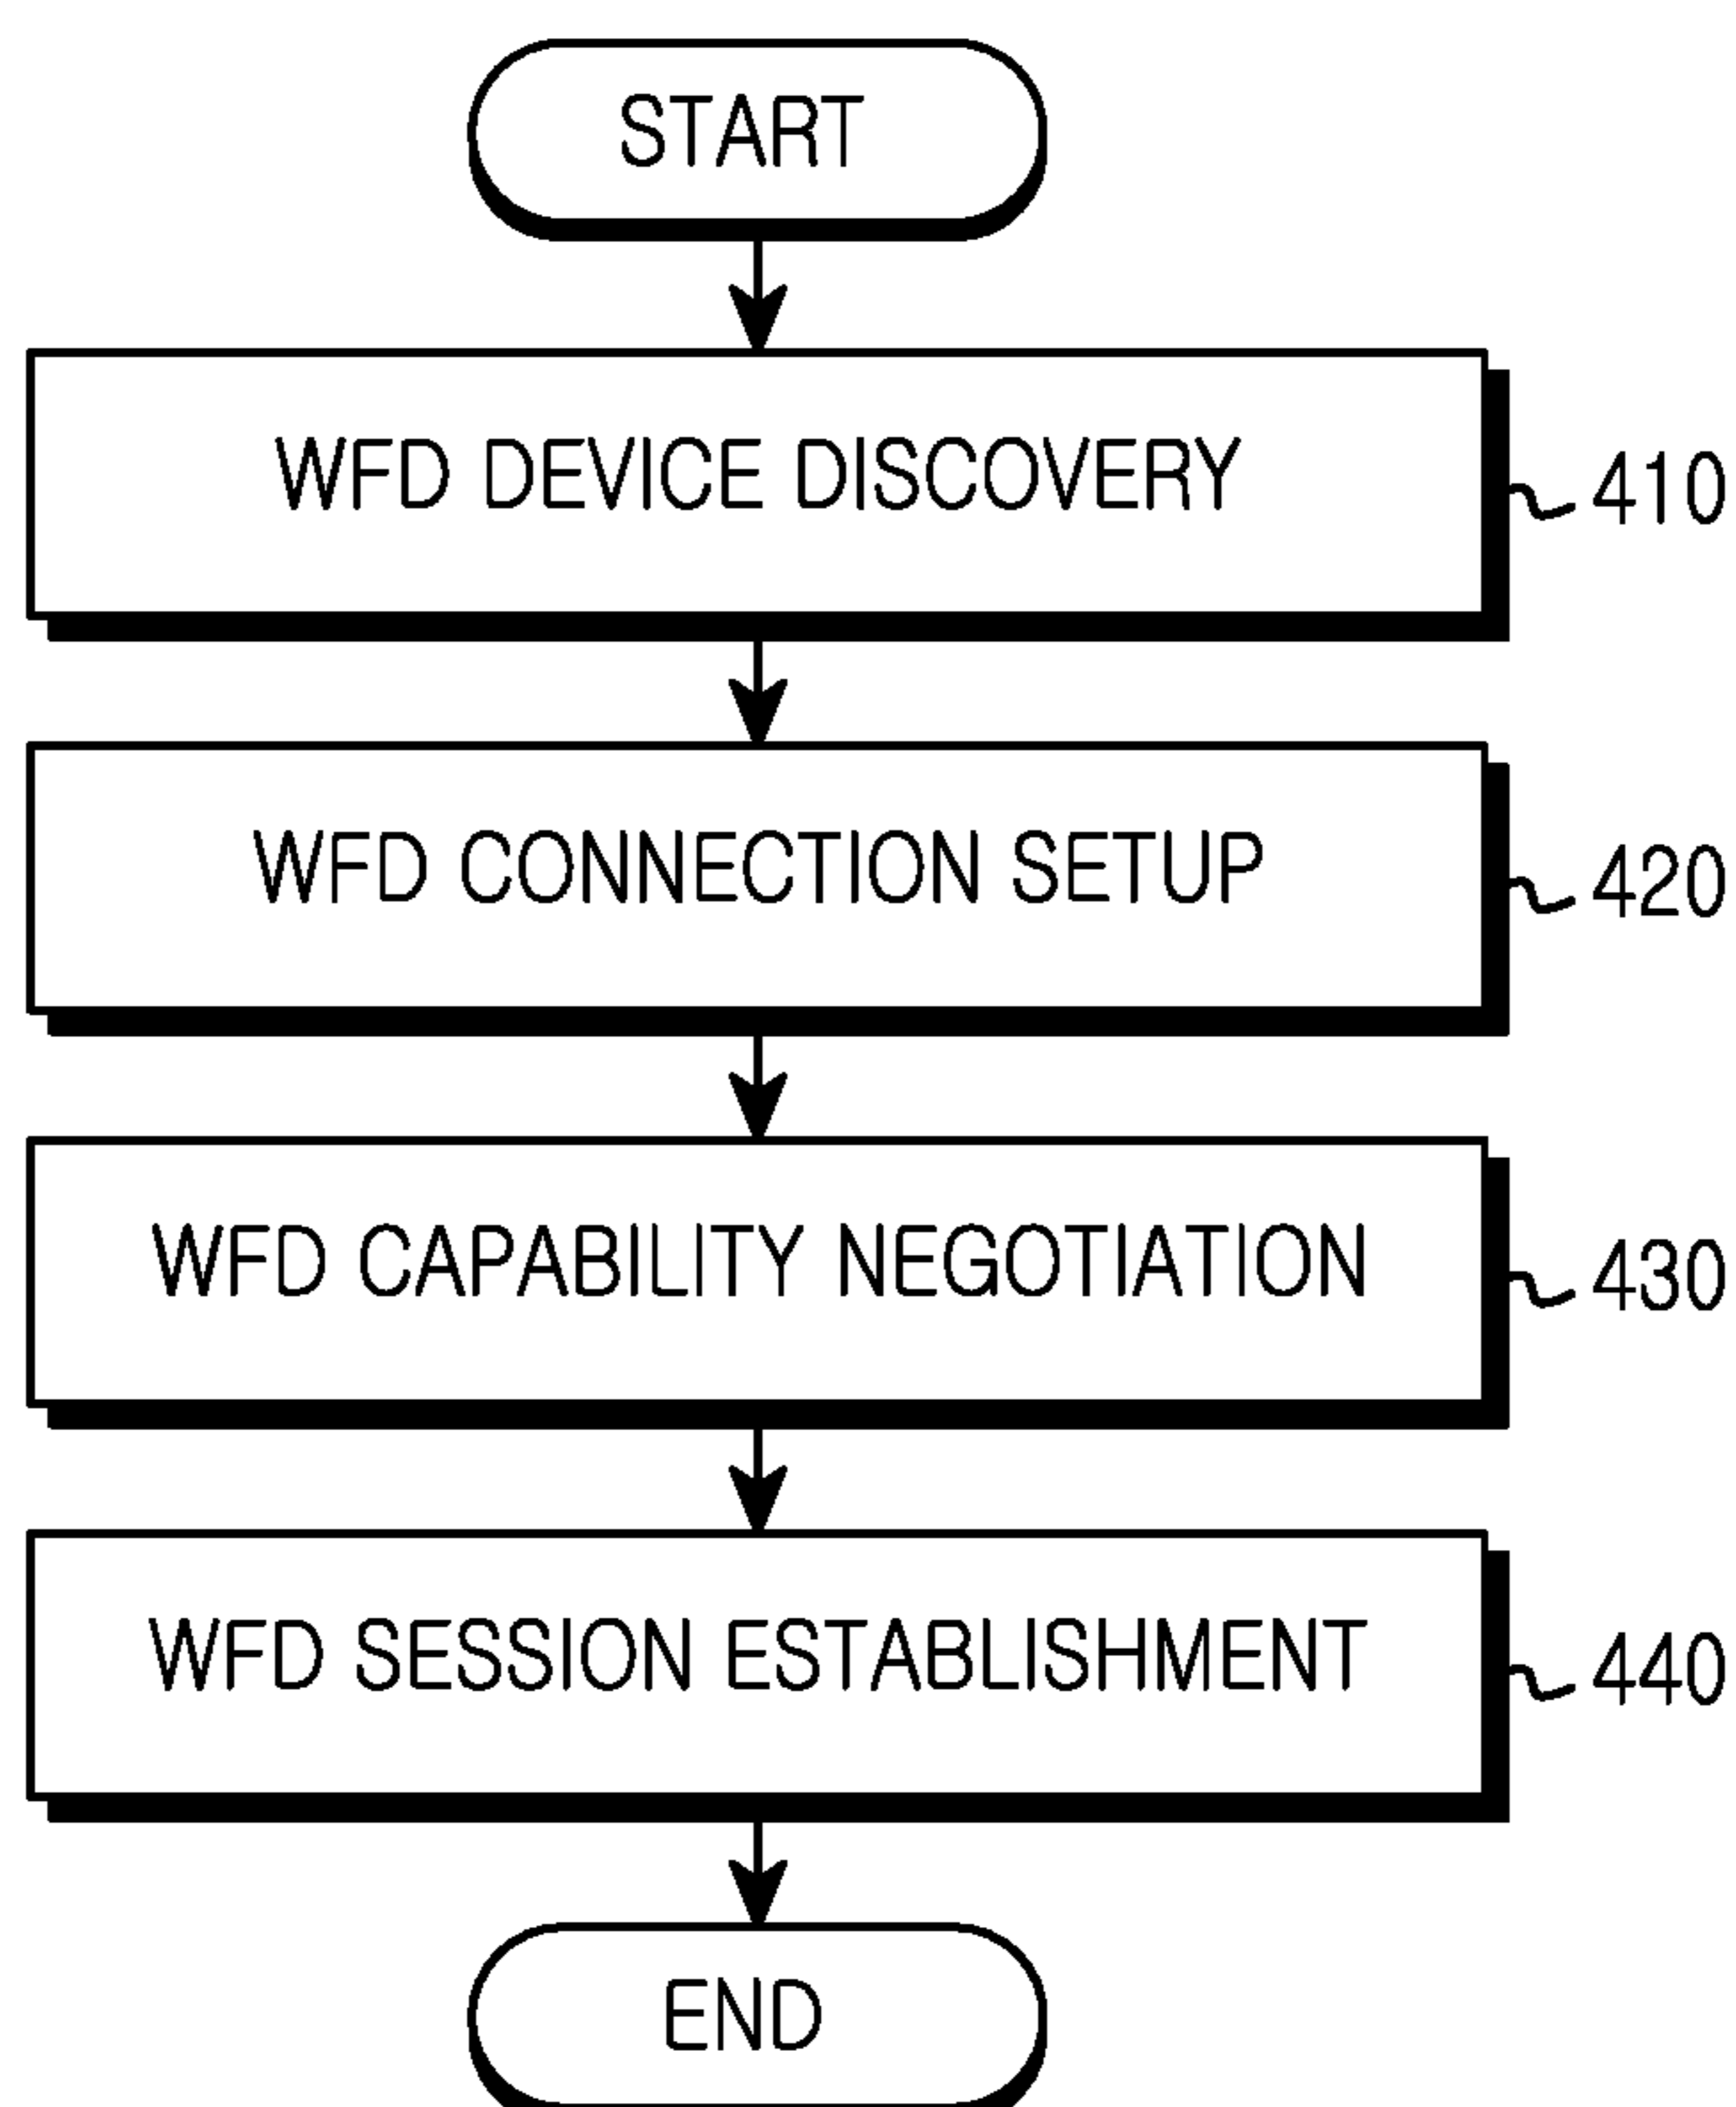 START
WFD DEVICE DISCOVERY
410
WFD CONNECTION SETUP
420
WFD CAPABILITY NEGOTIATION
430
WFD SESSION ESTABLISHMENT
440
END